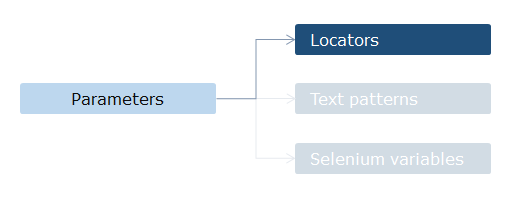 Locators
Parameters
Text patterns
Selenium variables